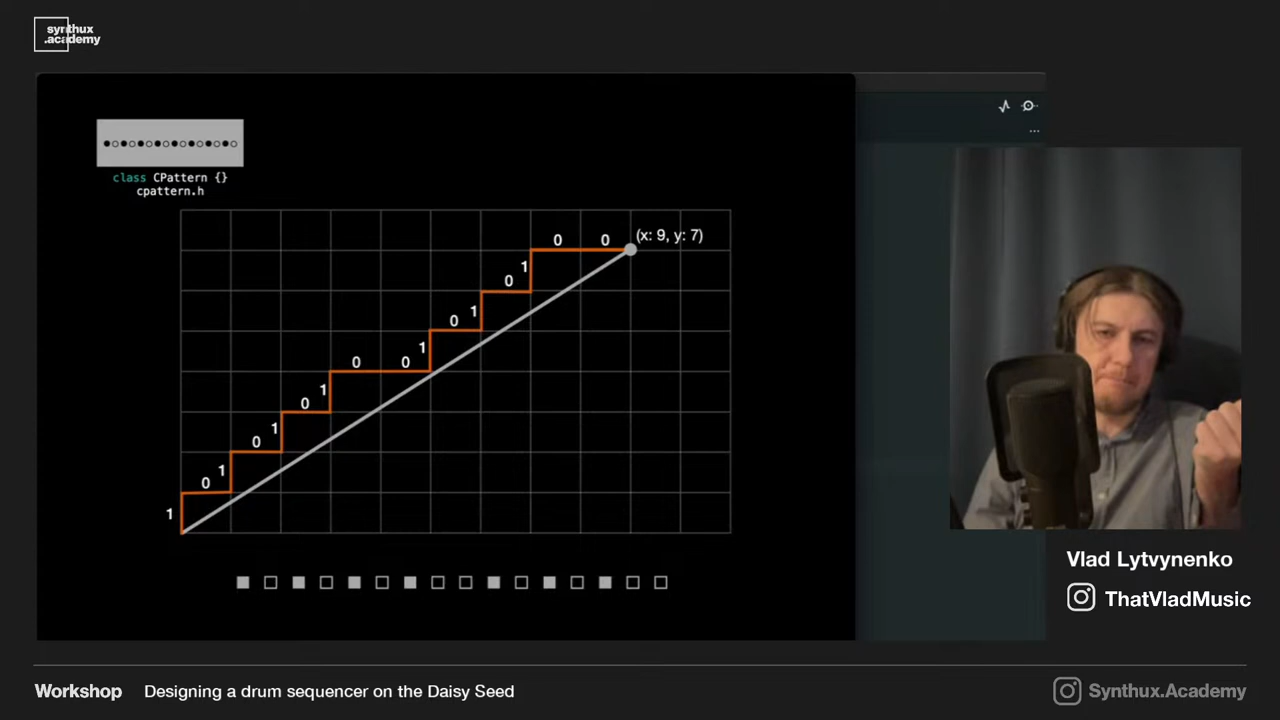 synthux
.academy
class CPattern {}
cpattern.h
(x: 9, y: 7)
0 0
1
0
1
0
1
0 0
1
0
1
0
1
0
1
Vlad Lytvynenko
ThatVladMusic
Workshop Designing a drum sequencer on the Daisy Seed
Synthux.Academy